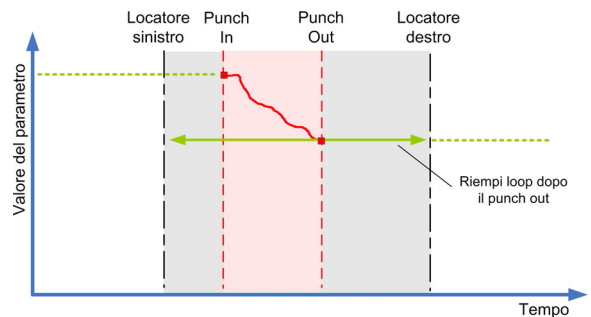 Locatore
sinistro
Punch
In
Punch
Out
Locatore
destro
Valore del parametro
Riempi loop dopo
il punch out
Tempo